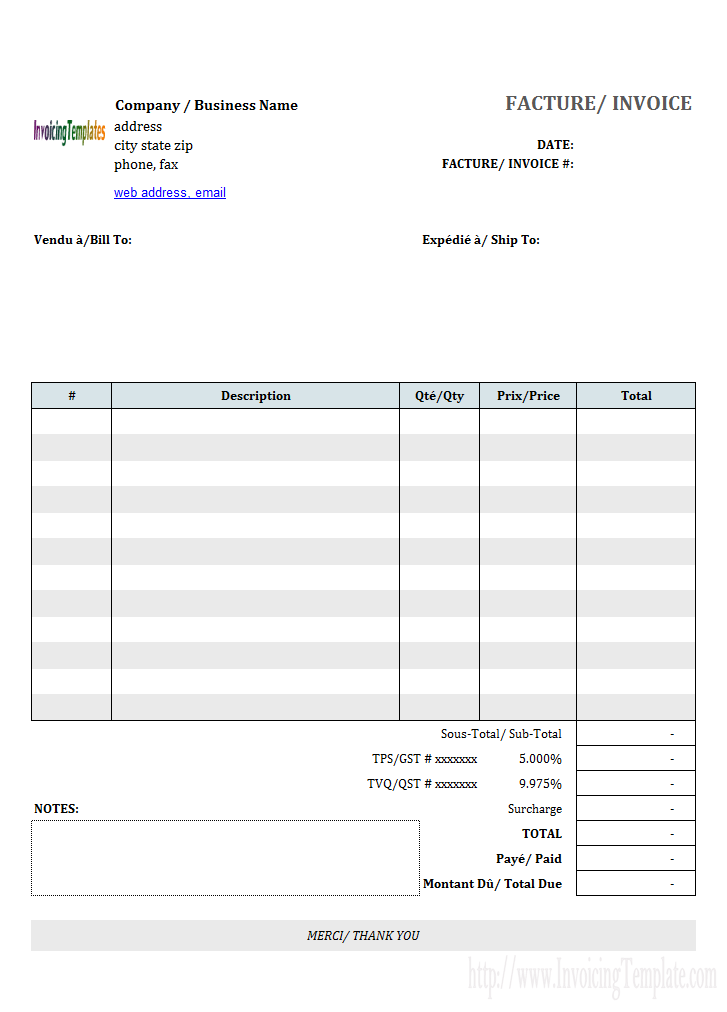 InvoicingTemplates
Company / Business Name
address
city state zip
phone, fax
web address, email
FACTURE/ INVOICE
DATE:
FACTURE/ INVOICE #:
Vendu à/Bill To:
Expédié à/ Ship To:
# Description Qté/Qty Prix/Price Total
Sous-Total/ Sub-Total -
TPS/GST # xxxxxxx 5.000% -
TVQ/QST # xxxxxxx 9.975% -
NOTES: Surcharge -
TOTAL -
Payé/ Paid -
Montant Dû/ Total Due -
MERCI/ THANK YOU
http://www.InvoicingTemplate.com